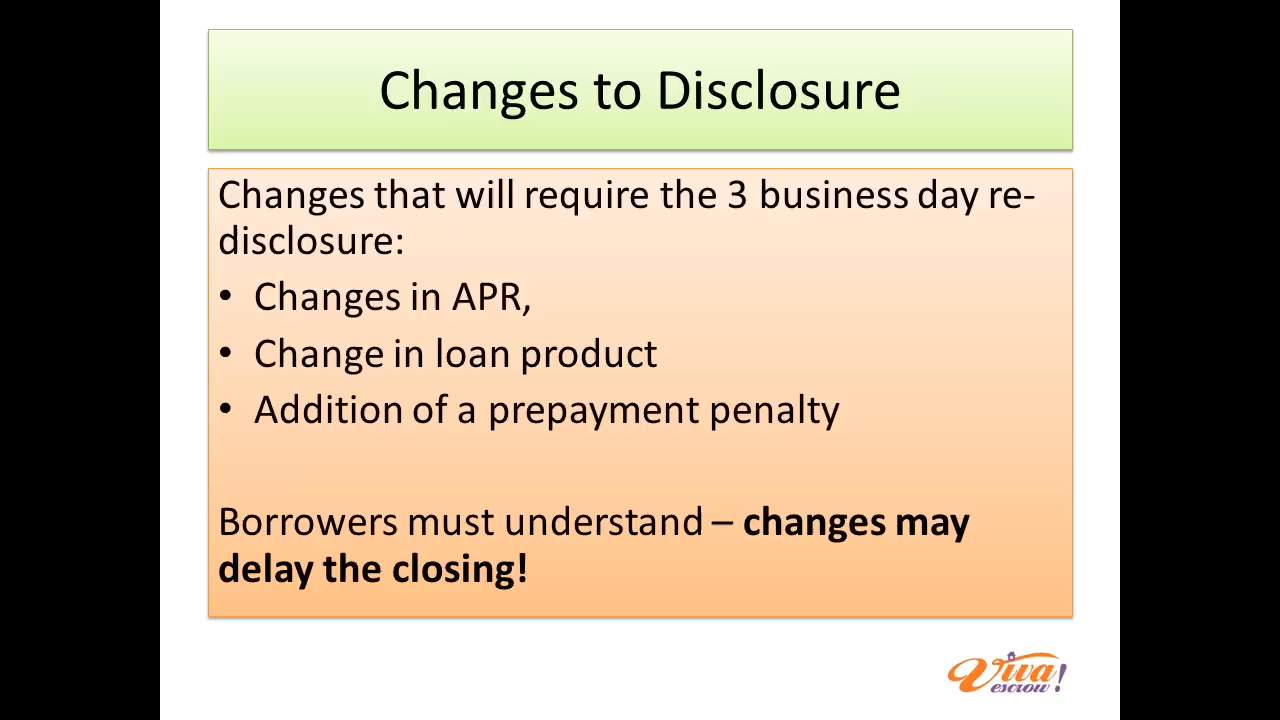 Changes to Disclosure
Changes that will require the 3 business day re-
disclosure:
• Changes in APR,
• Change in loan product
• Addition of a prepayment penalty
Borrowers must understand – changes may
delay the closing!
Viva
escrow!